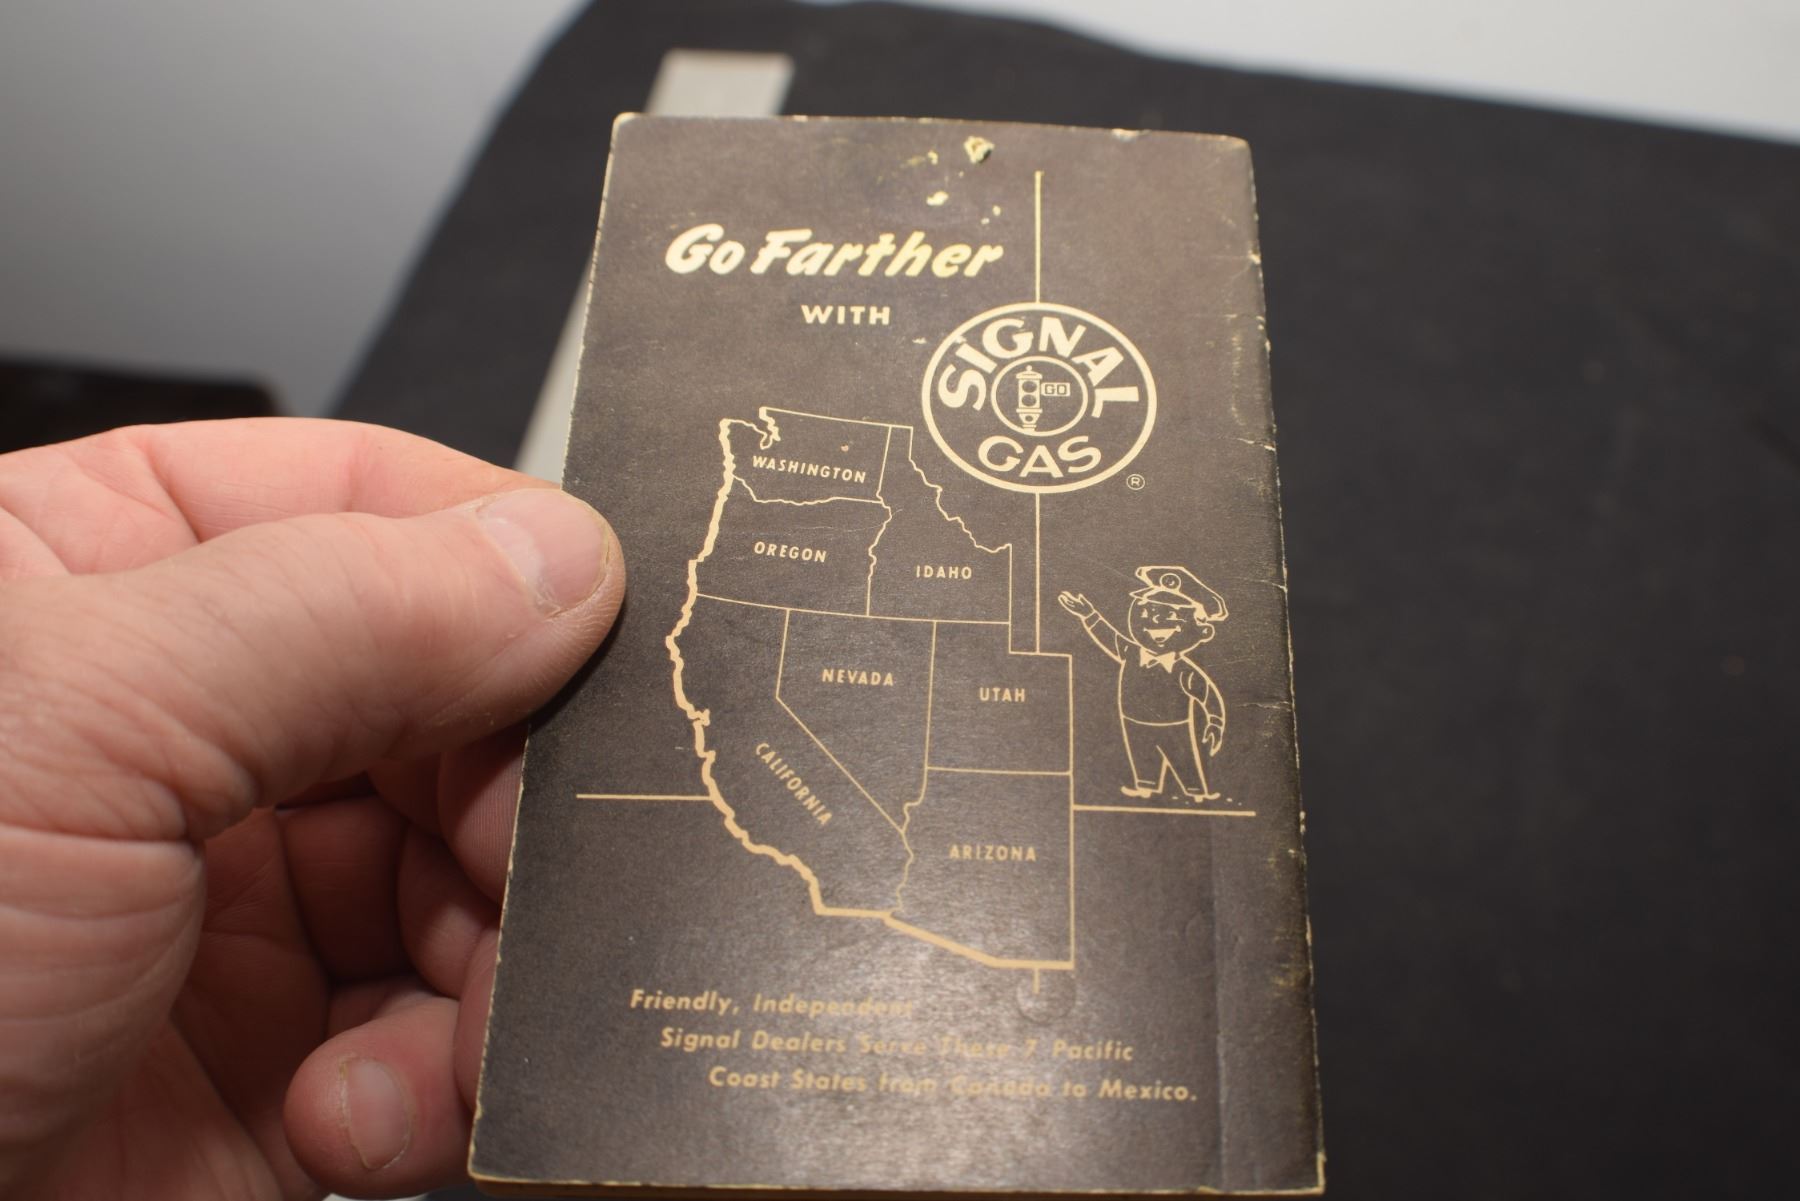 Go Farther
WITH
SIGNAL
GO
GAS
®
WASHINGTON
OREGON
IDAHO
NEVADA
UTAH
CALIFORNIA
ARIZONA
Friendly, Independent
Signal Dealers Serve These 7 Pacific
Coast States from Canada to Mexico.